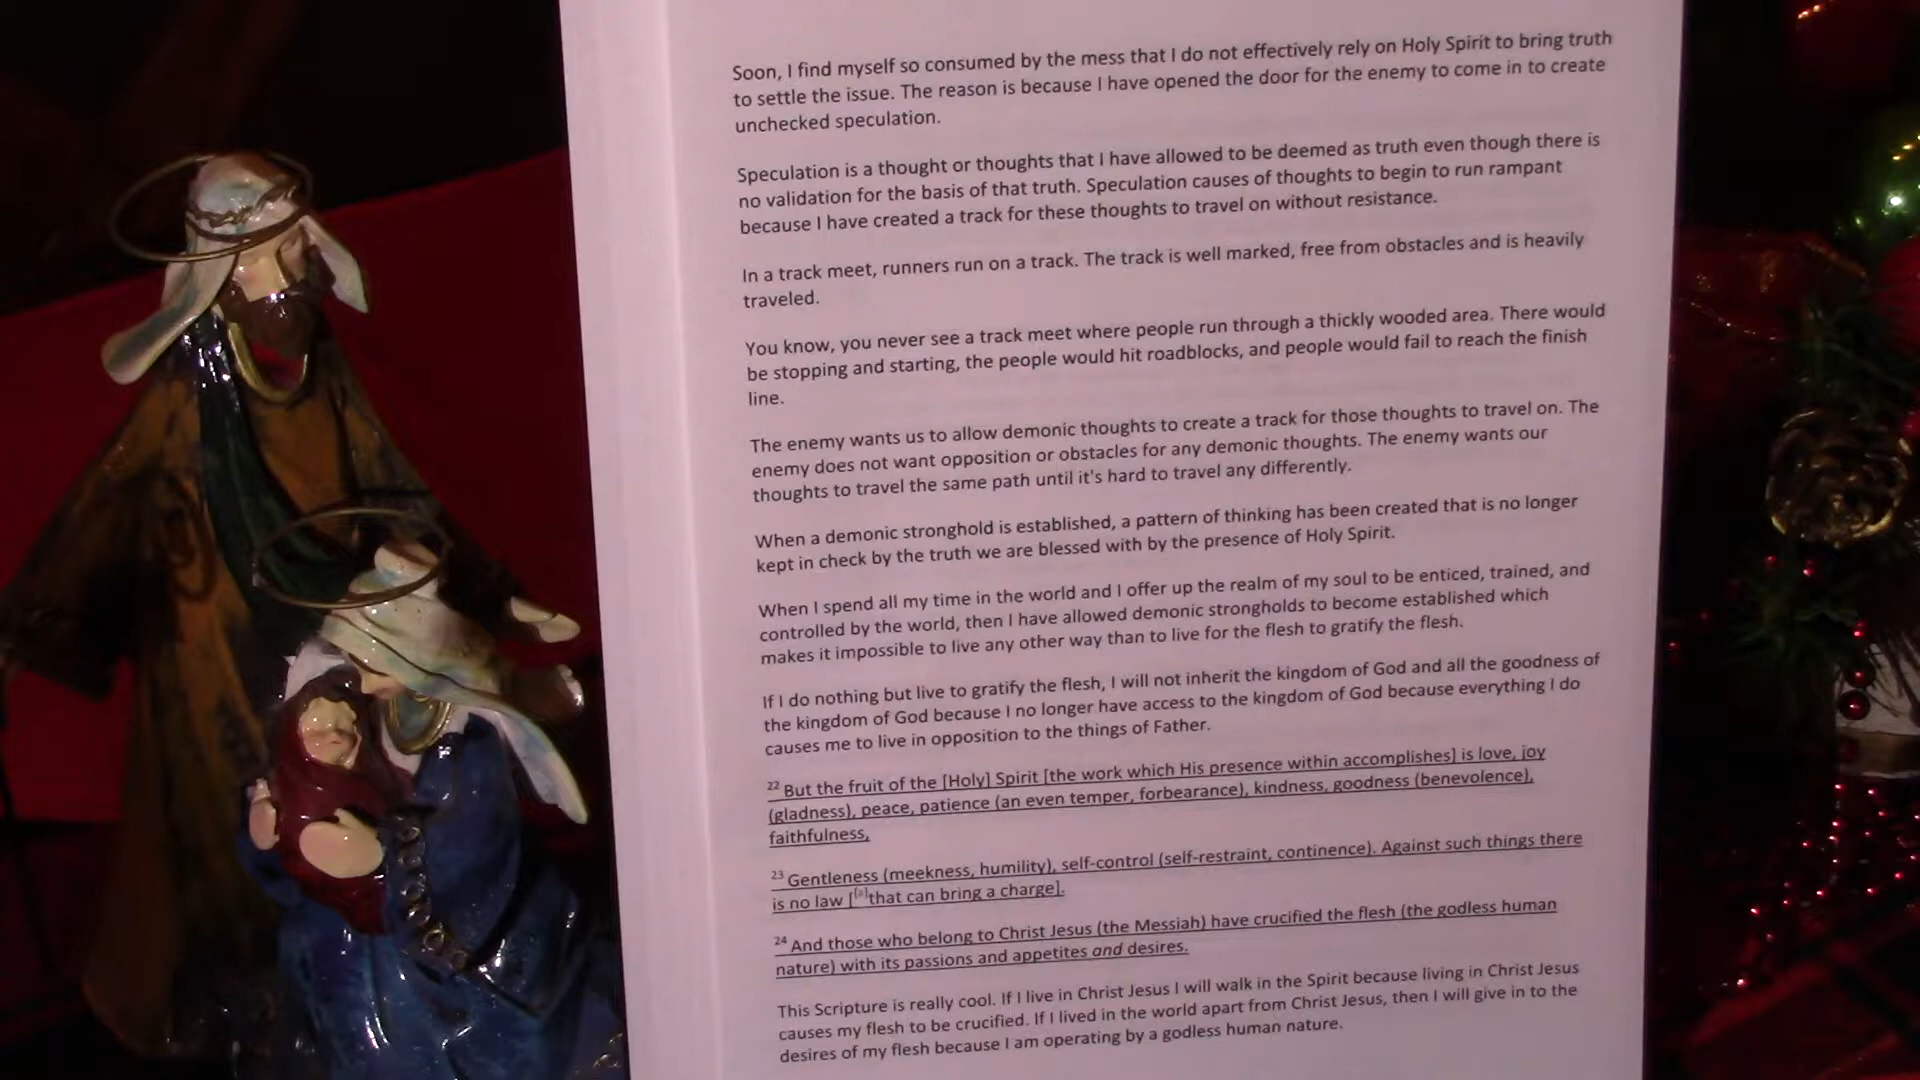 Soon, I find myself so consumed by the mess that I do not effectively rely on Holy Spirit to bring truth
to settle the issue. The reason is because I have opened the door for the enemy to come in to create
unchecked speculation.
Speculation is a thought or thoughts that I have allowed to be deemed as truth even though there is
no validation for the basis of that truth. Speculation causes of thoughts to begin to run rampant
because I have created a track for these thoughts to travel on without resistance.
In a track meet, runners run on a track. The track is well marked, free from obstacles and is heavily
traveled.
You know, you never see a track meet where people run through a thickly wooded area. There would
be stopping and starting, the people would hit roadblocks, and people would fail to reach the finish
line.
The enemy wants us to allow demonic thoughts to create a track for those thoughts to travel on. The
enemy does not want opposition or obstacles for any demonic thoughts. The enemy wants our
thoughts to travel the same path until it's hard to travel any differently.
When a demonic stronghold is established, a pattern of thinking has been created that is no longer
kept in check by the truth we are blessed with by the presence of Holy Spirit.
When I spend all my time in the world and I offer up the realm of my soul to be enticed, trained, and
controlled by the world, then I have allowed demonic strongholds to become established which
makes it impossible to live any other way than to live for the flesh to gratify the flesh.
If I do nothing but live to gratify the flesh, I will not inherit the kingdom of God and all the goodness of
the kingdom of God because I no longer have access to the kingdom of God because everything I do
causes me to live in opposition to the things of Father.
22 But the fruit of the [Holy] Spirit [the work which His presence within accomplishes] is love, joy
(gladness), peace, patience (an even temper, forbearance), kindness, goodness (benevolence),
faithfulness,
23 Gentleness (meekness, humility), self-control (self-restraint, continence). Against such things there
is no law [[a]that can bring a charge].
24 And those who belong to Christ Jesus (the Messiah) have crucified the flesh (the godless human
nature) with its passions and appetites and desires.
This Scripture is really cool. If I live in Christ Jesus I will walk in the Spirit because living in Christ Jesus
causes my flesh to be crucified. If I lived in the world apart from Christ Jesus, then I will give in to the
desires of my flesh because I am operating by a godless human nature.